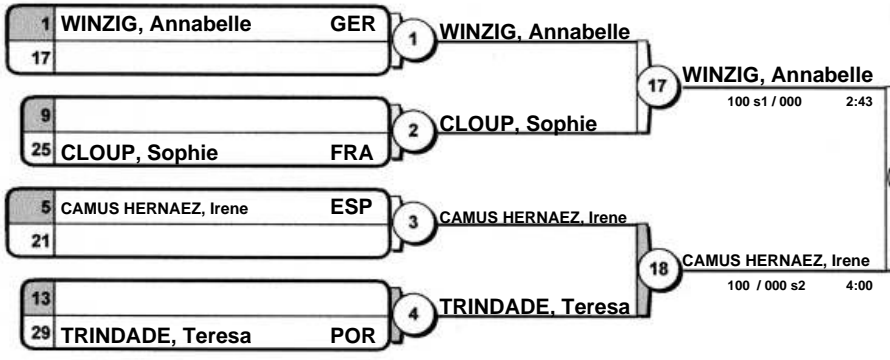 1 WINZIG, Annabelle GER
17
1
WINZIG, Annabelle
9
25 CLOUP, Sophie FRA
2
CLOUP, Sophie
17
WINZIG, Annabelle
100 s1 / 000 2:43
5 CAMUS HERNAEZ, Irene ESP
21
3
CAMUS HERNAEZ, Irene
13
29 TRINDADE, Teresa POR
4
TRINDADE, Teresa
18
CAMUS HERNAEZ, Irene
100 / 000 s2 4:00